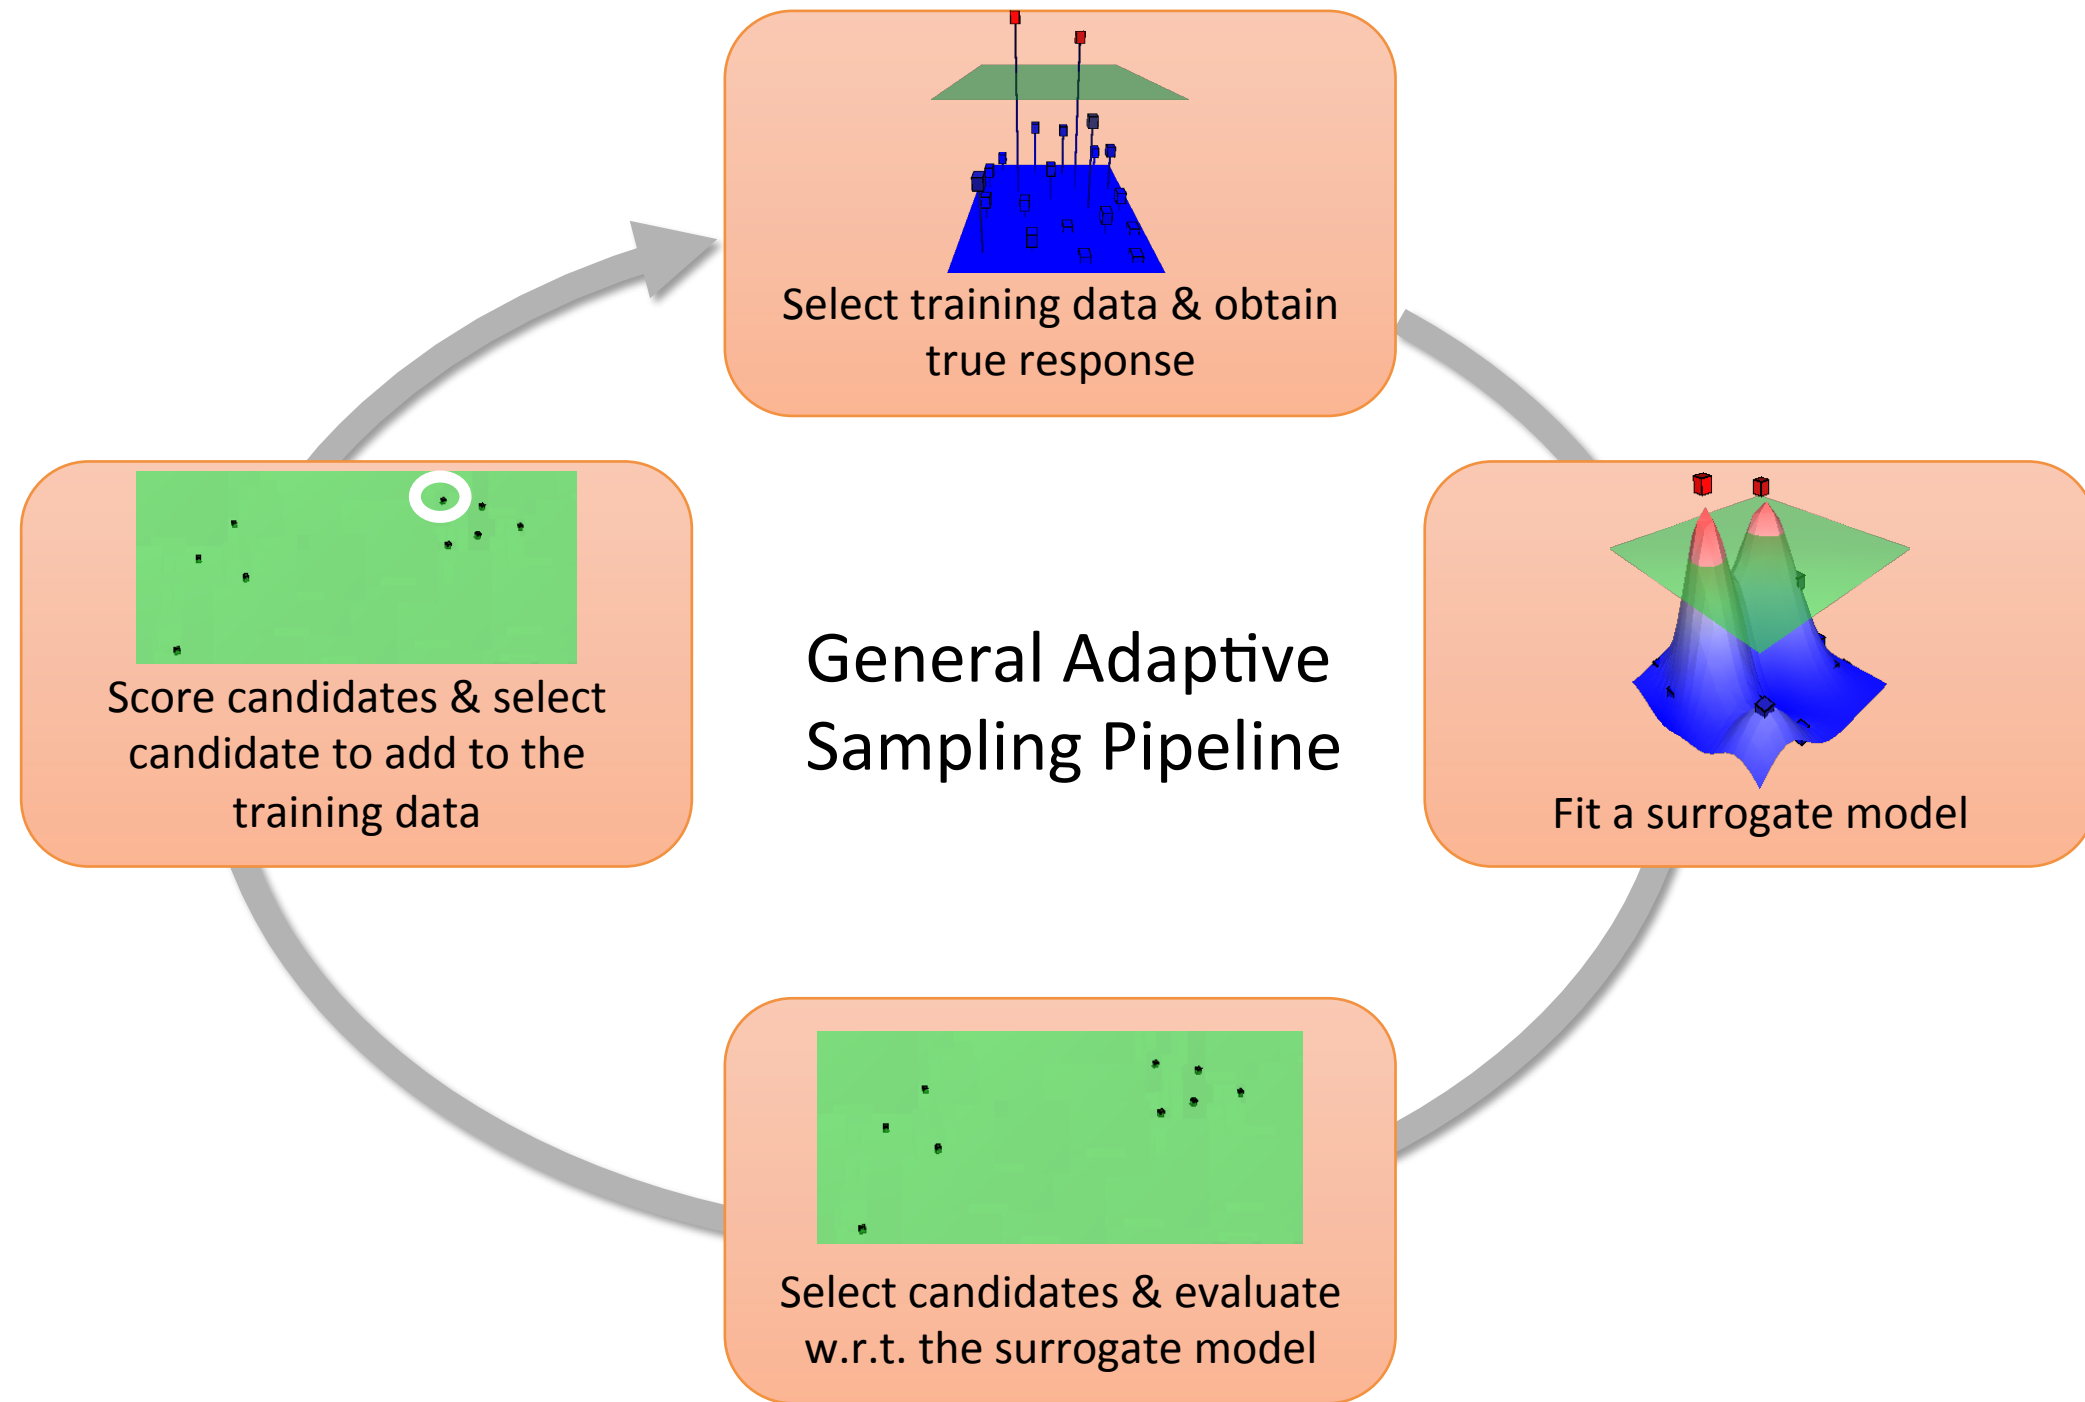 Select training data & obtain
true response
Score candidates & select
candidate to add to the
training data
General Adaptive
Sampling Pipeline
Fit a surrogate model
Select candidates & evaluate
w.r.t. the surrogate model